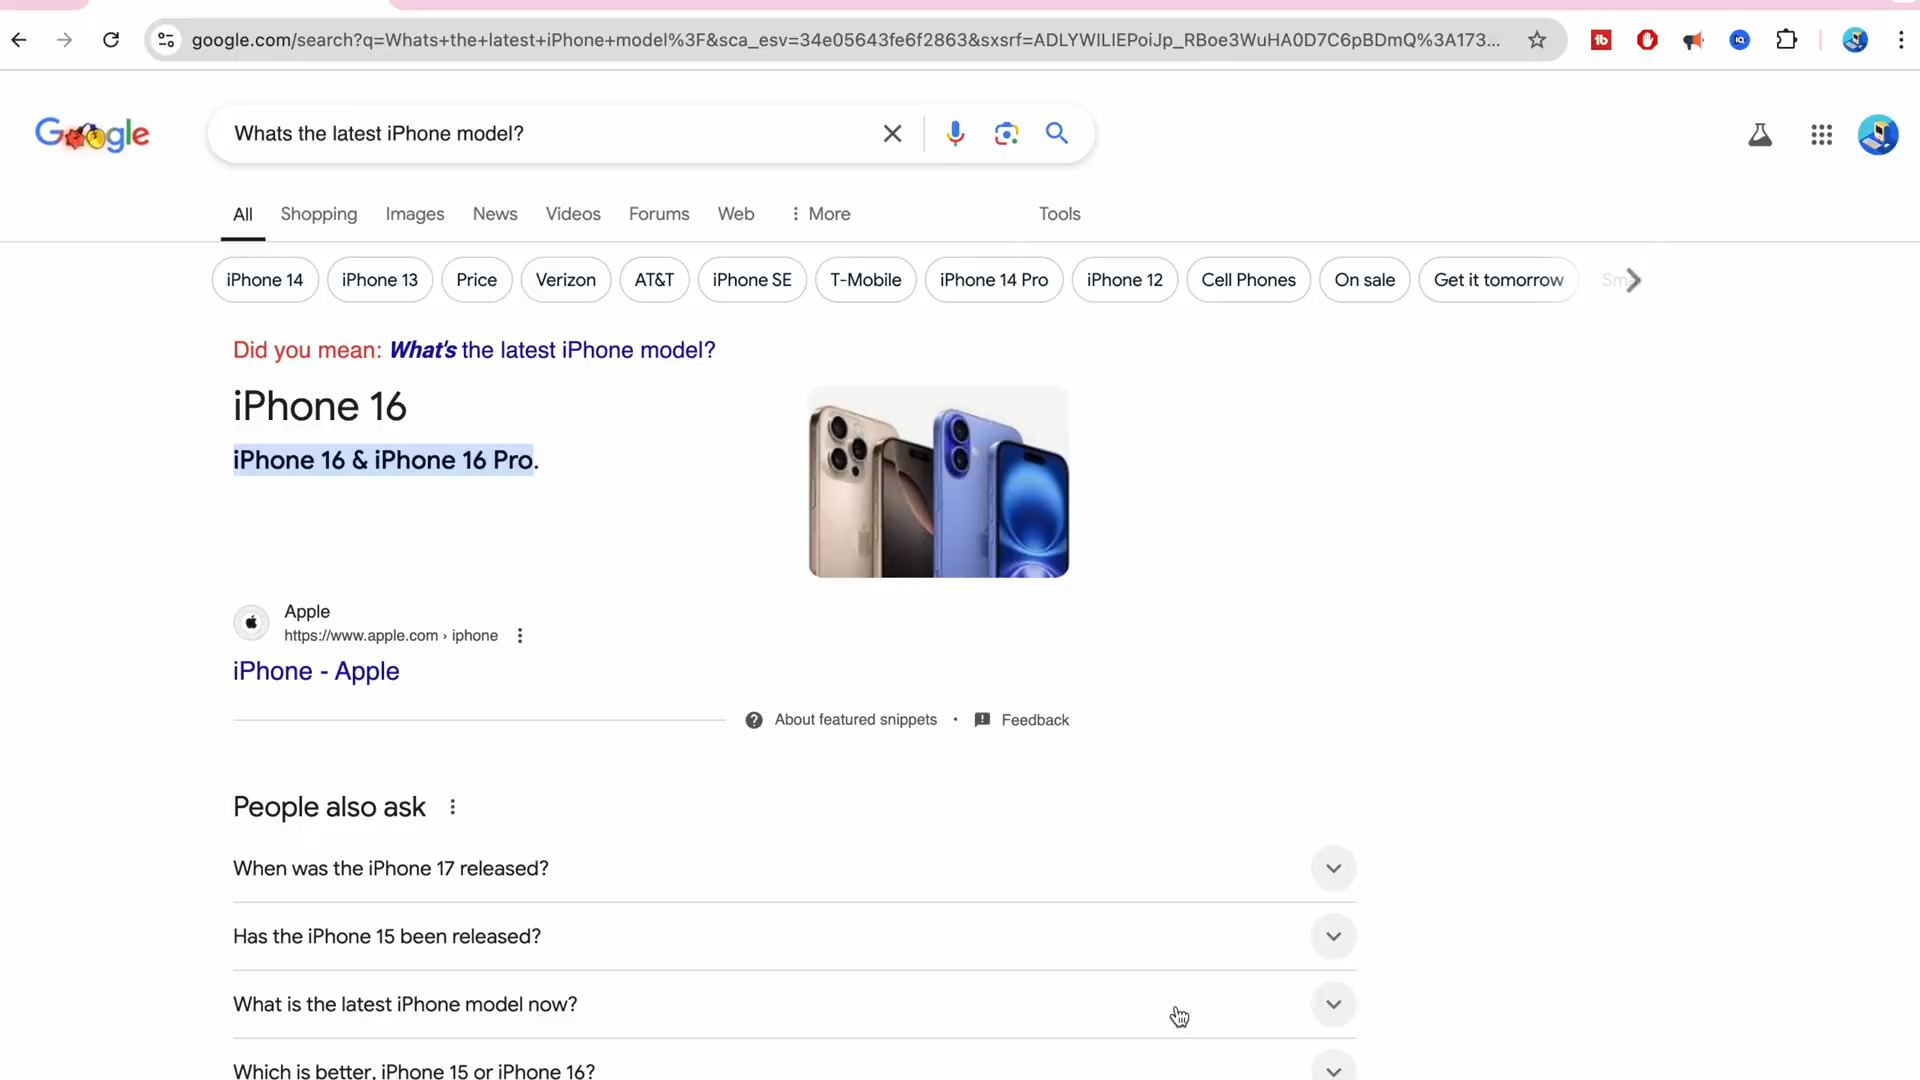 google.com/search?q=Whats+the+latest+iPhone+model%3F&sca_esv=34e05643fe6f2863&sxsrf=ADLYWILIEPoiJp_RBoe3WuHA0D7C6pBDmQ%3A173...
Google
Whats the latest iPhone model?
All Shopping Images News Videos Forums Web More Tools
iPhone 14 iPhone 13 Price Verizon AT&T iPhone SE T-Mobile iPhone 14 Pro iPhone 12 Cell Phones On sale Get it tomorrow
Did you mean: What's the latest iPhone model?
iPhone 16
iPhone 16 & iPhone 16 Pro.
Apple
https://www.apple.com › iphone
iPhone - Apple
About featured snippets • Feedback
People also ask
When was the iPhone 17 released?
Has the iPhone 15 been released?
What is the latest iPhone model now?
Which is better, iPhone 15 or iPhone 16?